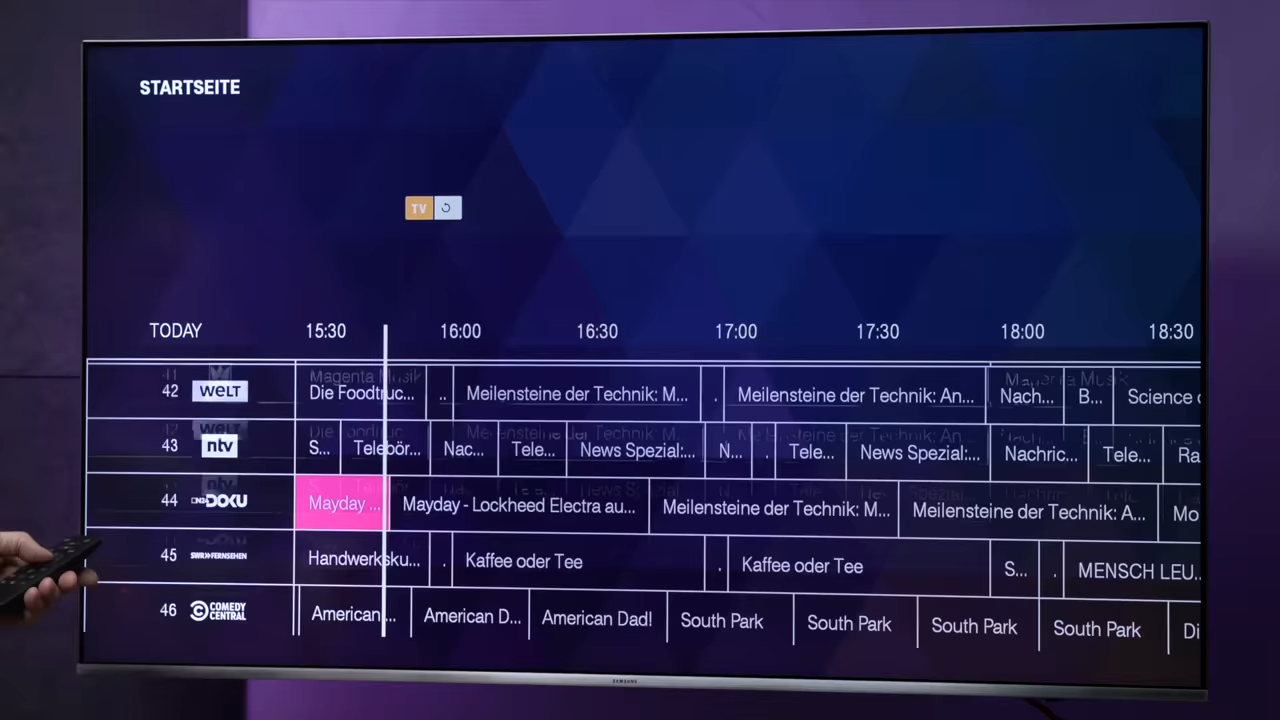 STARTSEITE
TV
TODAY 15:30 16:00 16:30 17:00 17:30 18:00 18:30
42 WELT Die Foodtruc... .. Meilensteine der Technik: M... . Meilensteine der Technik: An... Nach... B... Science
43 ntv S... Telebör... Nac... Tele... News Spezial:... N... . Tele... News Spezial:... Nachric... Tele... Ra
44 DOKU Mayday ... Mayday - Lockheed Electra au... Meilensteine der Technik: M... Meilensteine der Technik: A... Mo
45 SWR>>FERNSEHEN Handwerksku... . Kaffee oder Tee . Kaffee oder Tee S... . MENSCH LEU..
46 COMEDY CENTRAL American... American D... American Dad! South Park South Park South Park South Park Di
SAMSUNG